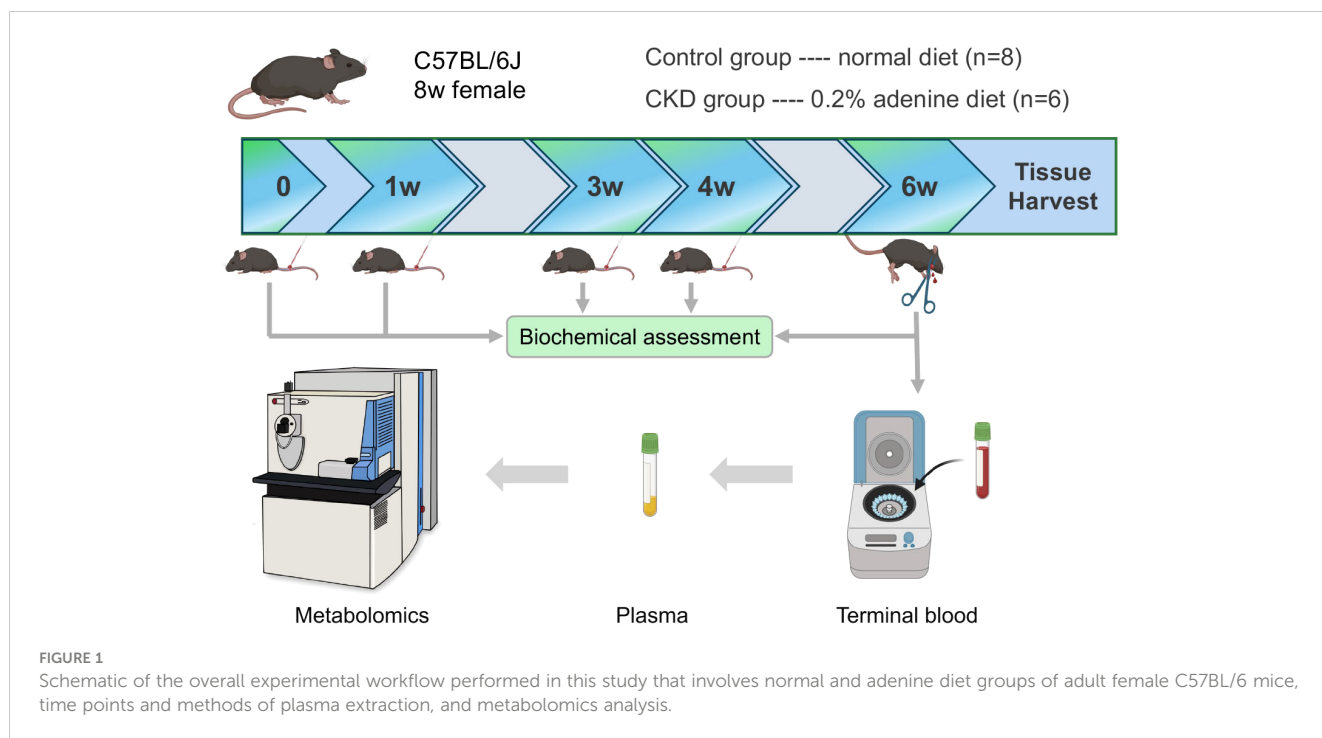 C57BL/6J
8w female
Control group ---- normal diet (n=8)
CKD group ---- 0.2% adenine diet (n=6)
0
1w
3w
4w
6w
Tissue
Harvest
Biochemical assessment
Metabolomics
Plasma
Terminal blood
FIGURE 1
Schematic of the overall experimental workflow performed in this study that involves normal and adenine diet groups of adult female C57BL/6 mice,
time points and methods of plasma extraction, and metabolomics analysis.